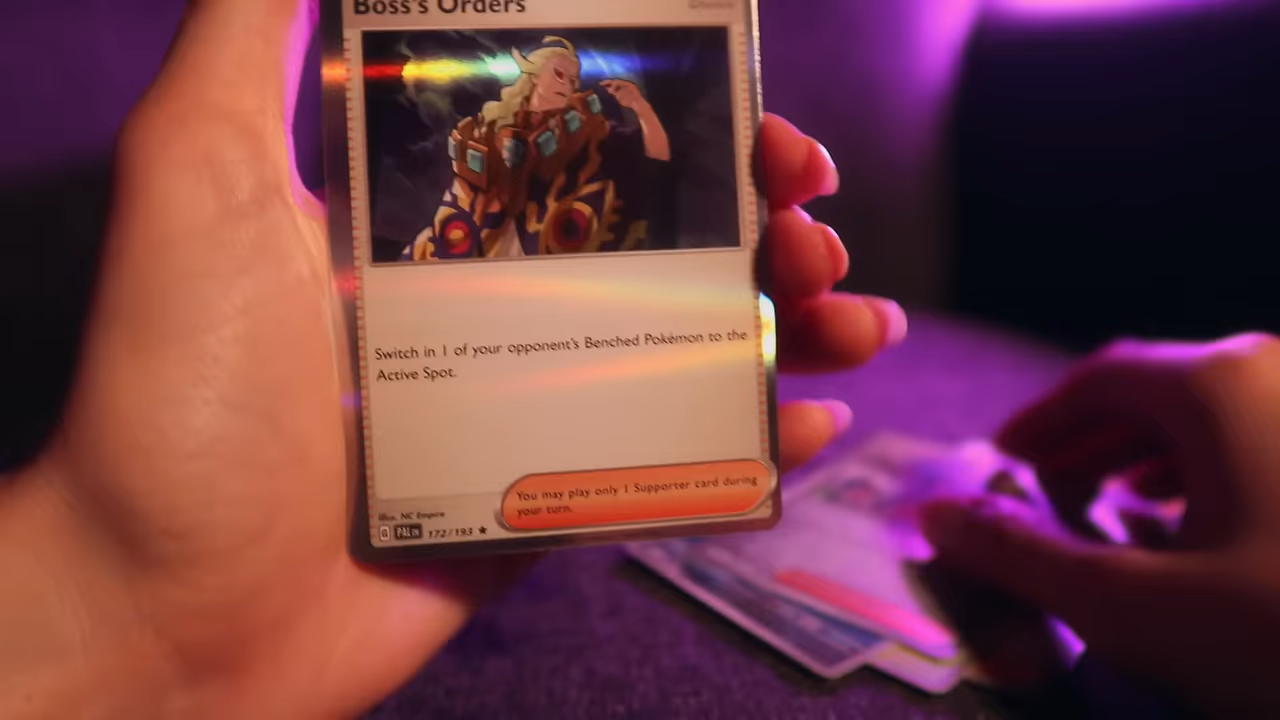 Boss's Orders
Switch in 1 of your opponent's Benched Pokémon to the
Active Spot.
You may play only 1 Supporter card during
your turn.
Illus. NC Empire
G PAL EN 172/193 ★